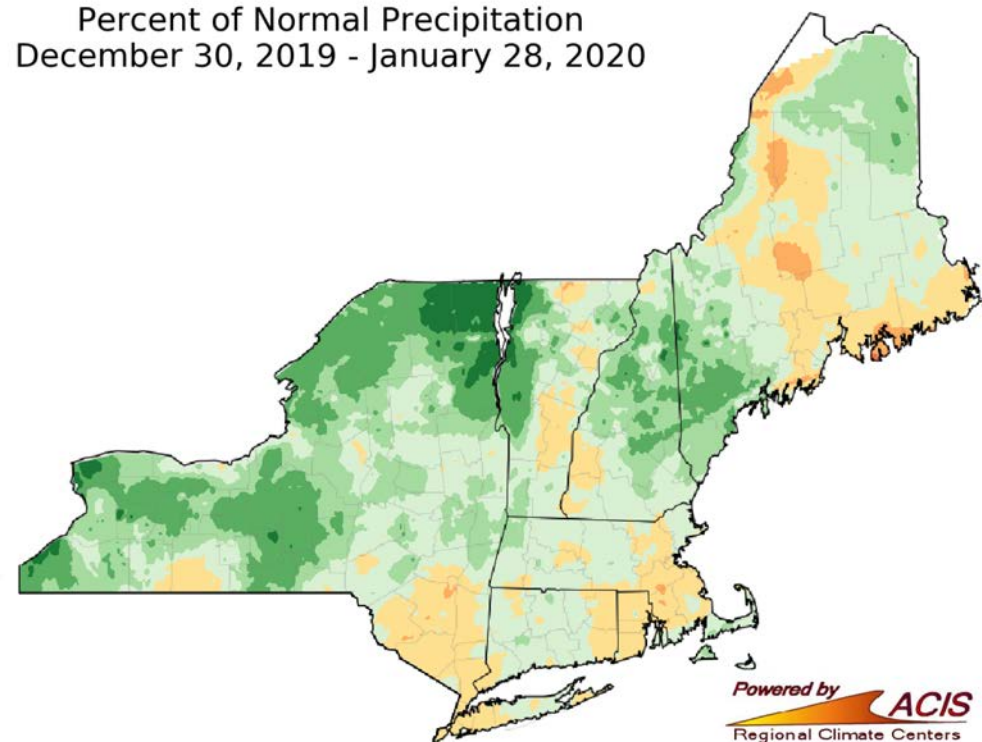 Percent of Normal Precipitation
December 30, 2019 - January 28, 2020
Powered by
ACIS
Regional Climate Centers